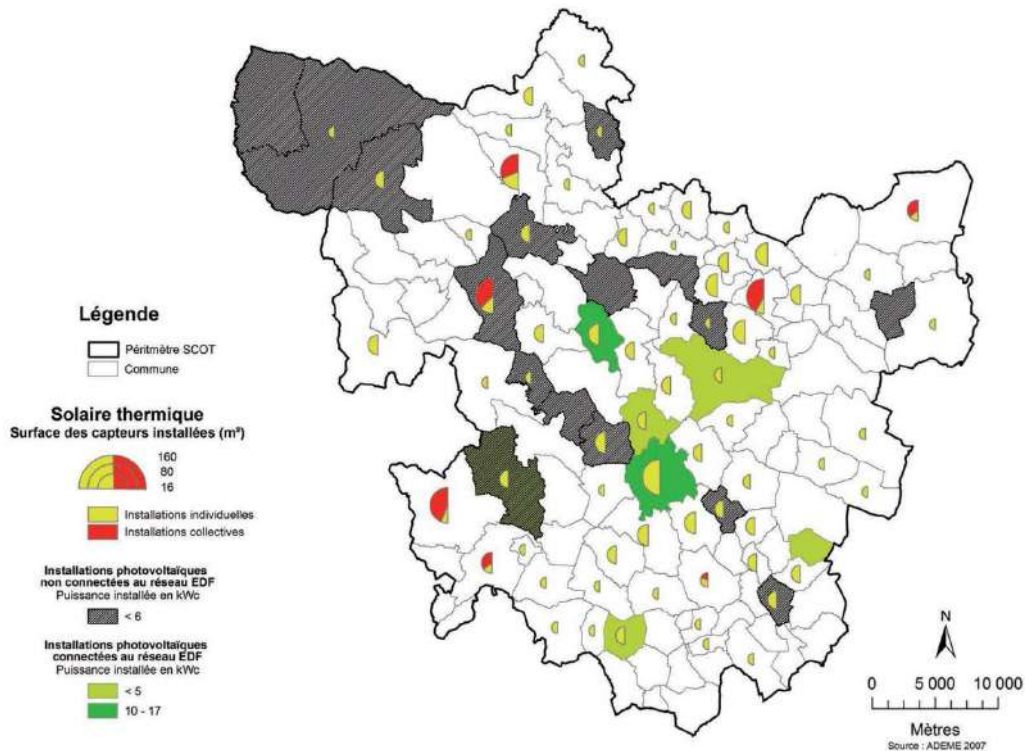 Légende
Péritmètre SCOT
Commune
Solaire thermique
Surface des capteurs installées (m²)
160
80
16
Installations individuelles
Installations collectives
Installations photovoltaïques
non connectées au réseau EDF
Puissance installée en kWc
< 6
Installations photovoltaïques
connectées au réseau EDF
Puissance installée en kWc
< 5
10 - 17
N
0 5 000 10 000
Mètres
Source : ADEME 2007